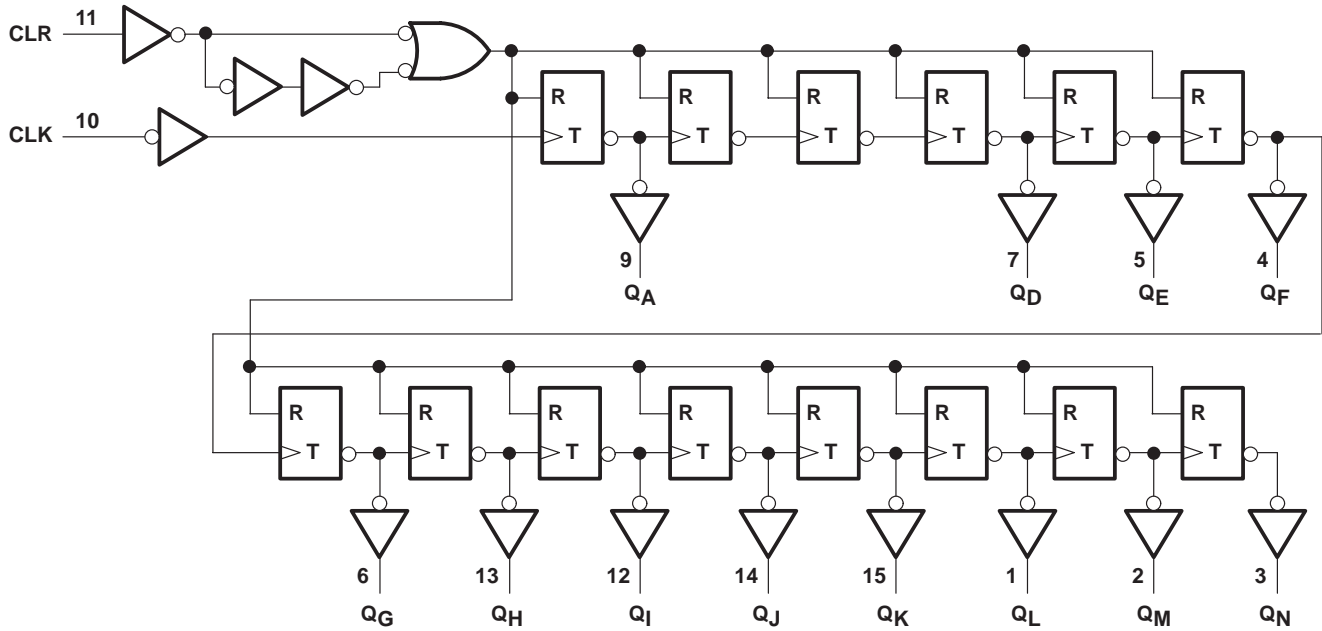 CLR 11
CLK 10
R R R R R R
T T T T T T
9 7 5 4
QA QD QE QF
R R R R R R R R
T T T T T T T T
6 13 12 14 15 1 2 3
QG QH QI QJ QK QL QM QN